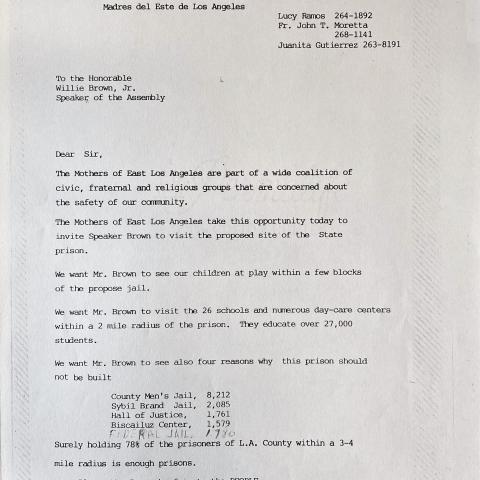 Madres del Este de Los Angeles
Lucy Ramos 264-1892
Fr. John T. Moretta
268-1141
Juanita Gutierrez 263-8191
To the Honorable
Willie Brown, Jr.
Speaker of the Assembly
Dear Sir,
The Mothers of East Los Angeles are part of a wide coalition of
civic, fraternal and religious groups that are concerned about
the safety of our community.
The Mothers of East Los Angeles take this opportunity today to
invite Speaker Brown to visit the proposed site of the State
prison.
We want Mr. Brown to see our children at play within a few blocks
of the propose jail.
We want Mr. Brown to visit the 26 schools and numerous day-care centers
within a 2 mile radius of the prison. They educate over 27,000
students.
We want Mr. Brown to see also four reasons why this prison should
not be built
County Men's Jail, 8,212
Sybil Brand Jail, 2,085
Hall of Justice, 1,761
Biscailuz Center, 1,579
FEDERAL JAIL,
Surely holding 78% of the prisoners of L.A. County within a 3-4
mile radius is enough prisons.